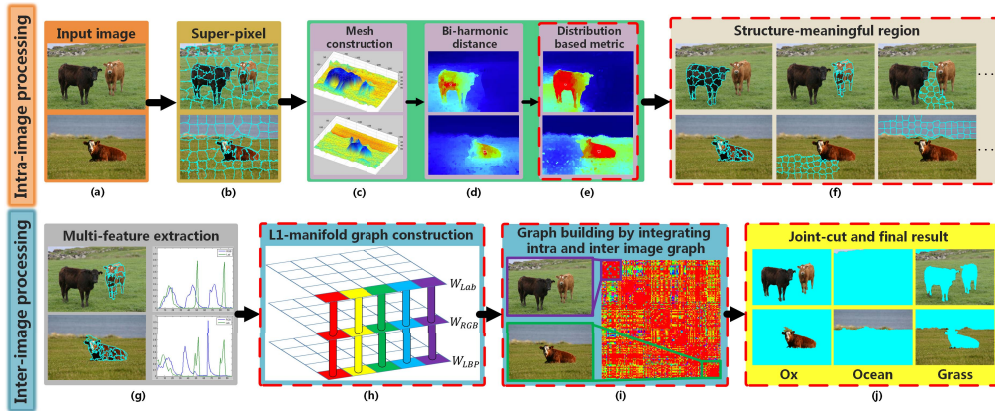 Intra-image processing
Input image
Super-pixel
Mesh
construction
Bi-harmonic
distance
Distribution
based metric
Structure-meaningful region
(a)
(b)
(c)
(d)
(e)
(f)
Inter-image processing
Multi-feature extraction
L1-manifold graph construction
Graph building by integrating
intra and inter image graph
Joint-cut and final result
W_Lab
W_RGB
W_LBP
Ox
Ocean
Grass
(g)
(h)
(i)
(j)